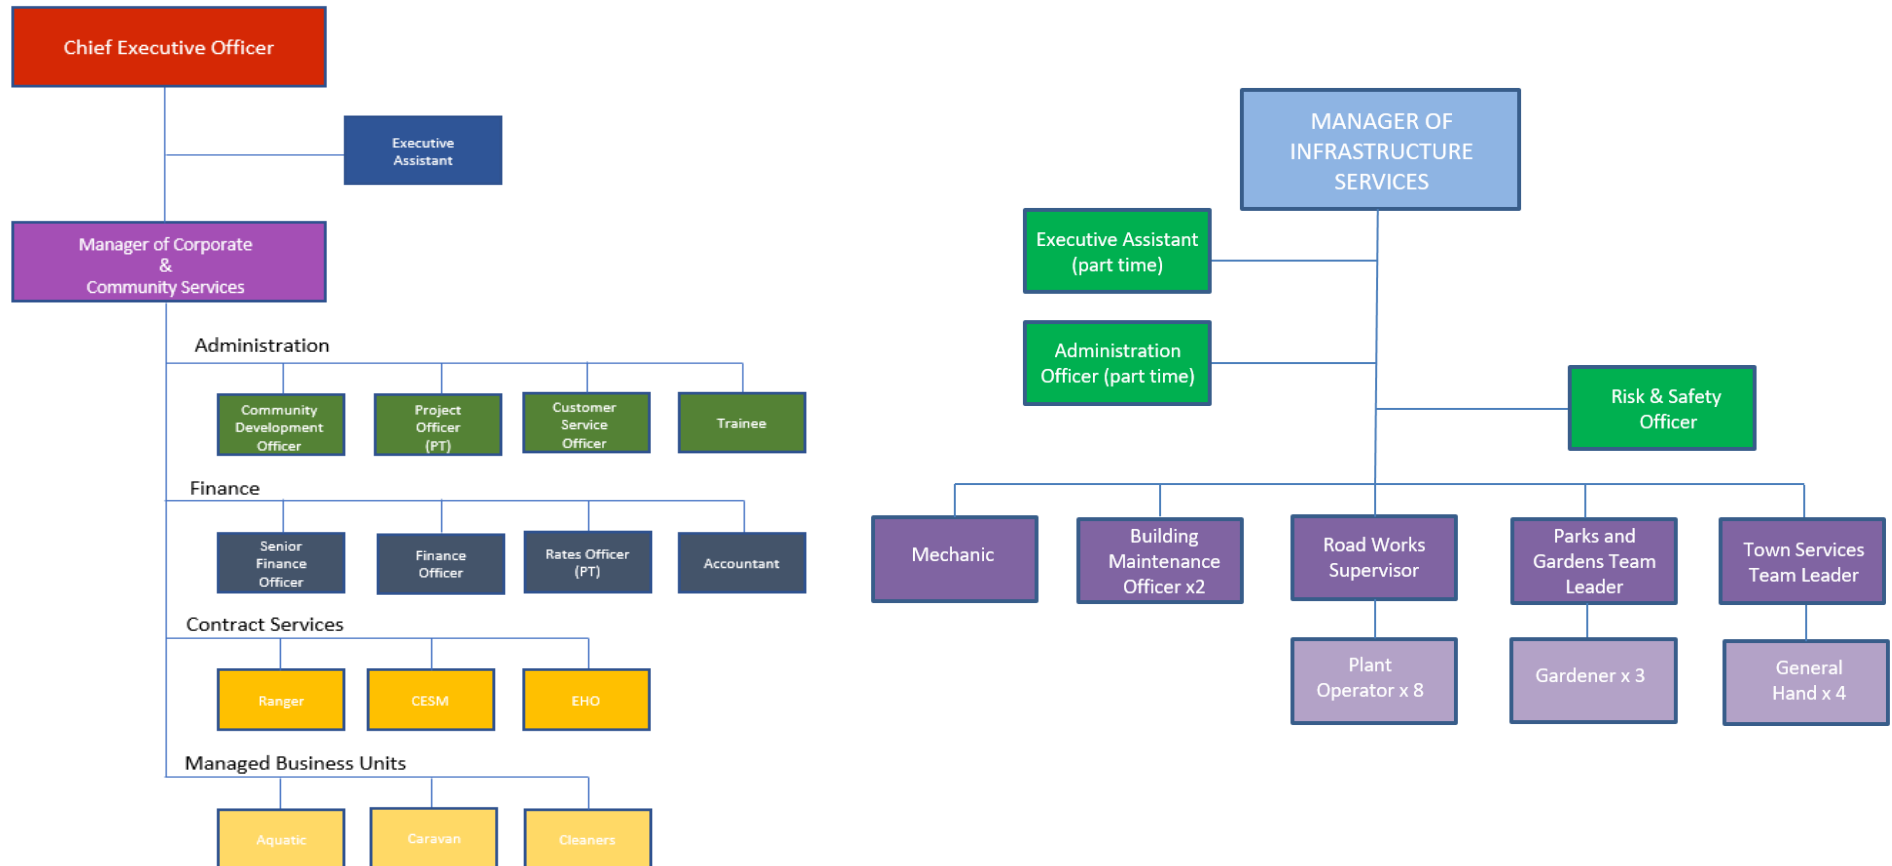 Chief Executive Officer
Executive
Assistant
Manager of Corporate
&
Community Services
Administration
Community
Development
Officer
Project
Officer
(PT)
Customer
Service
Officer
Trainee
Finance
Senior
Finance
Officer
Finance
Officer
Rates Officer
(PT)
Accountant
Contract Services
Ranger
CESM
EHO
Managed Business Units
Aquatic
Caravan
Cleaners
MANAGER OF
INFRASTRUCTURE
SERVICES
Executive Assistant
(part time)
Administration
Officer (part time)
Risk & Safety
Officer
Mechanic
Building
Maintenance
Officer x2
Road Works
Supervisor
Parks and
Gardens Team
Leader
Town Services
Team Leader
Plant
Operator x 8
Gardener x 3
General
Hand x 4